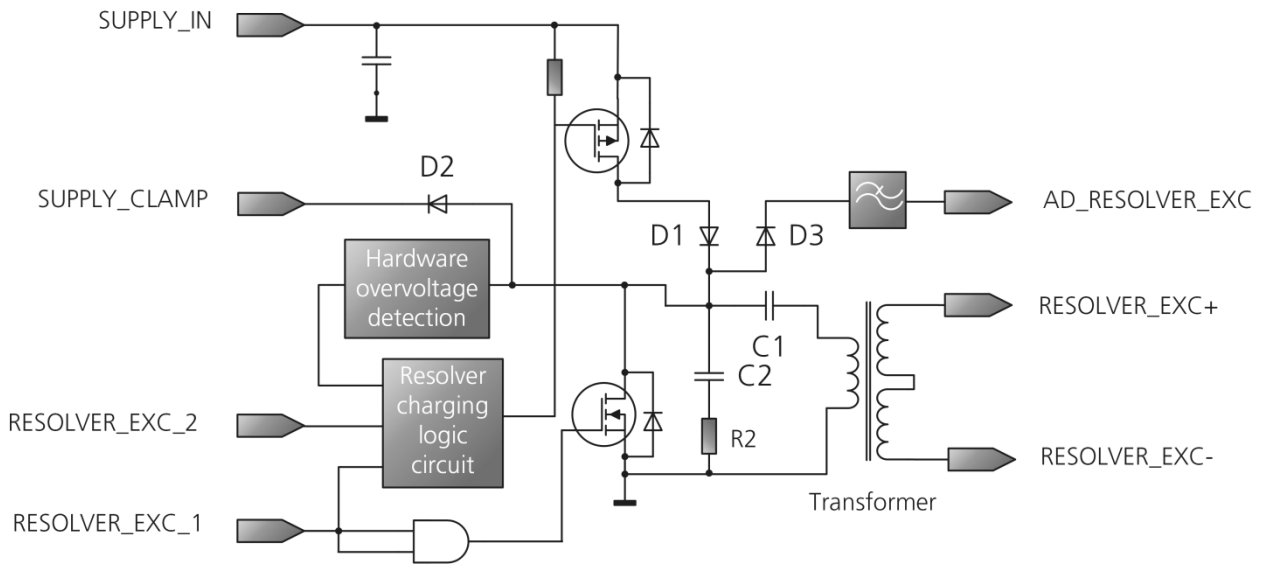 SUPPLY_IN
D2
SUPPLY_CLAMP
D1
D3
AD_RESOLVER_EXC
Hardware
overvoltage
detection
RESOLVER_EXC+
C1
C2
Resolver
charging
logic
circuit
RESOLVER_EXC_2
R2
RESOLVER_EXC-
Transformer
RESOLVER_EXC_1